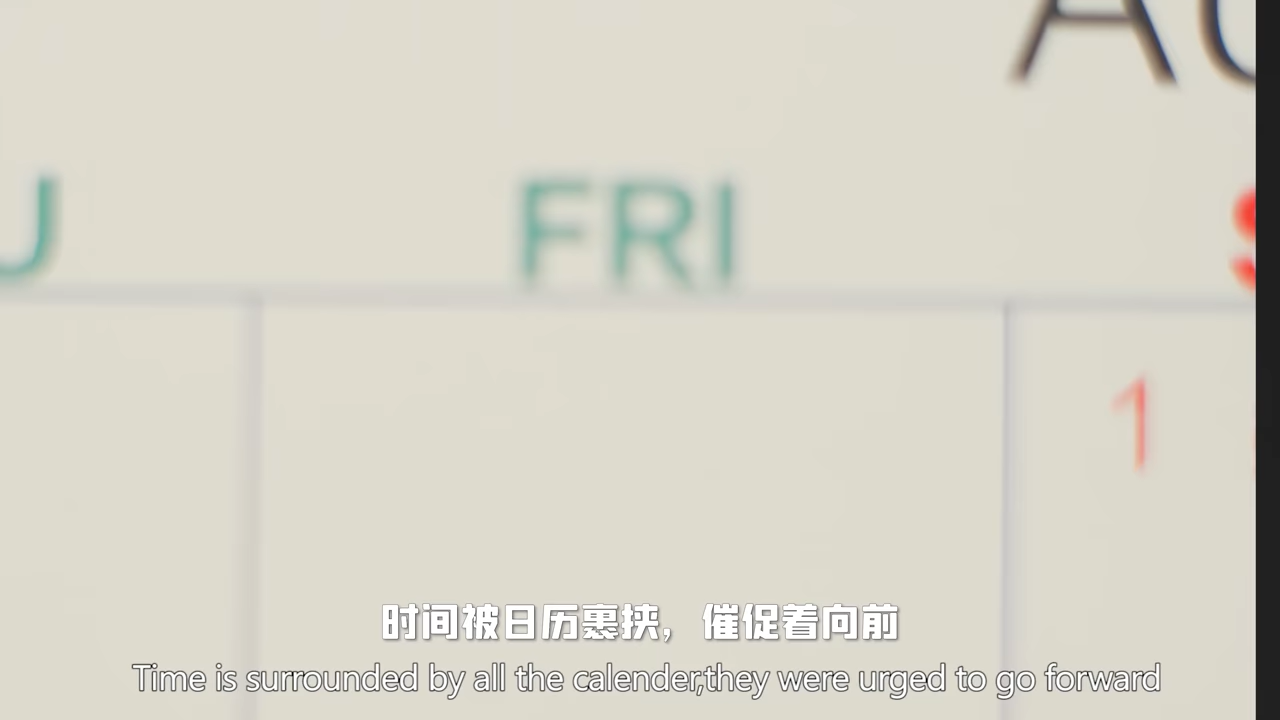 AU
U FRI S
1
时间被日历裹挟，催促着向前
Time is surrounded by all the calender,they were urged to go forward